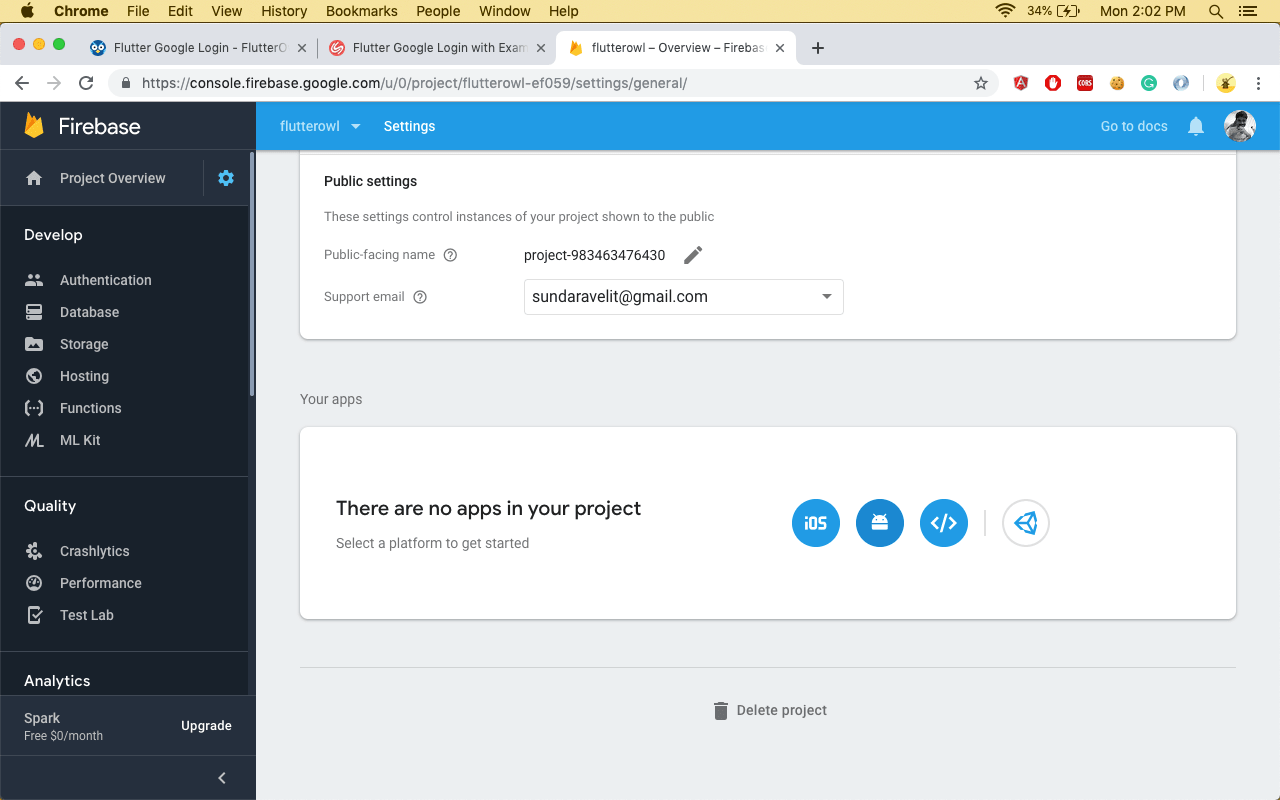 Chrome File Edit View History Bookmarks People Window Help 34% Mon 2:02 PM
Flutter Google Login - FlutterO Flutter Google Login with Exam flutterowl – Overview – Firebas
https://console.firebase.google.com/u/0/project/flutterowl-ef059/settings/general/
CORS
Firebase
flutterowl Settings Go to docs
Project Overview
Develop
Authentication
Database
Storage
Hosting
Functions
ML Kit
Quality
Crashlytics
Performance
Test Lab
Analytics
Spark
Free $0/month
Upgrade
Public settings
These settings control instances of your project shown to the public
Public-facing name project-983463476430
Support email sundaravelit@gmail.com
Your apps
There are no apps in your project
Select a platform to get started
iOS
Delete project